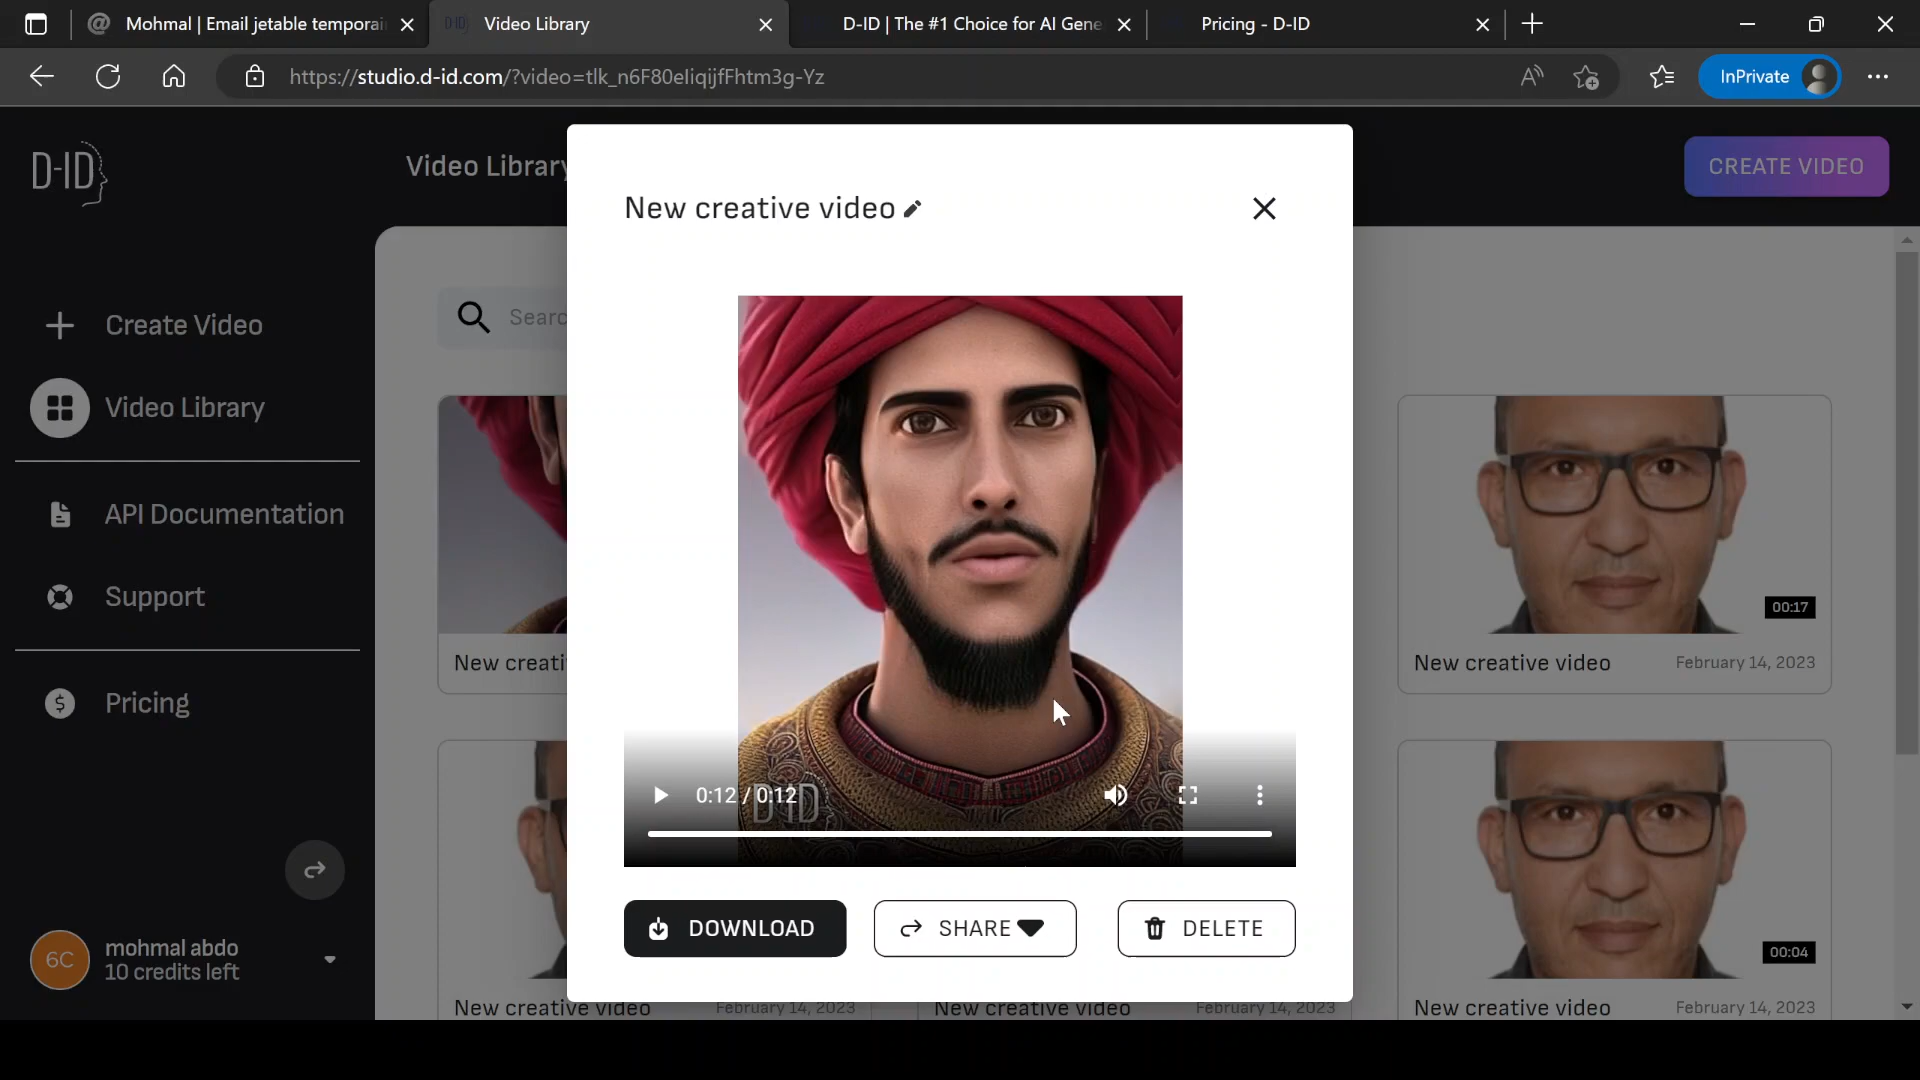 Mohmal | Email jetable temporai
Video Library
D-ID | The #1 Choice for AI Gene
Pricing - D-ID
https://studio.d-id.com/?video=tlk_n6F80eliqijfFhtm3g-Yz
InPrivate
D-ID
Video Library
CREATE VIDEO
New creative video
Searc
Create Video
Video Library
API Documentation
Support
Pricing
00:17
New creati
New creative video February 14, 2023
0:12 / 0:12
D-ID
DOWNLOAD
SHARE
DELETE
6C
mohmal abdo
10 credits left
00:04
New creative video February 14, 2023
New creative video February 14, 2023
New creative video February 14, 2023